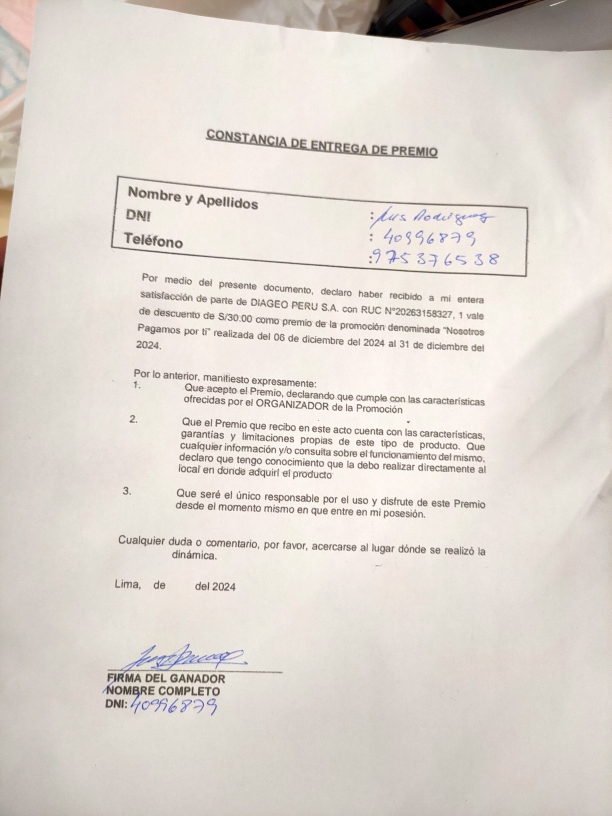 CONSTANCIA DE ENTREGA DE PREMIO
Nombre y Apellidos : Luis Rodriguez
DNI : 40996879
Teléfono : 975376538
Por medio del presente documento, declaro haber recibido a mi entera
satisfacción de parte de DIAGEO PERU S.A. con RUC N°20263158327, 1 vale
de descuento de S/30.00 como premio de la promoción denominada "Nosotros
Pagamos por ti" realizada del 06 de diciembre del 2024 al 31 de diciembre del
2024.
Por lo anterior, manifiesto expresamente:
1. Que acepto el Premio, declarando que cumple con las características
ofrecidas por el ORGANIZADOR de la Promoción
2. Que el Premio que recibo en este acto cuenta con las características,
garantías y limitaciones propias de este tipo de producto. Que
cualquier información y/o consulta sobre el funcionamiento del mismo,
declaro que tengo conocimiento que la debo realizar directamente al
local en donde adquirí el producto
3. Que seré el único responsable por el uso y disfrute de este Premio
desde el momento mismo en que entre en mi posesión.
Cualquier duda o comentario, por favor, acercarse al lugar dónde se realizó la
dinámica.
Lima, de del 2024
FIRMA DEL GANADOR
NOMBRE COMPLETO
DNI: 40996879